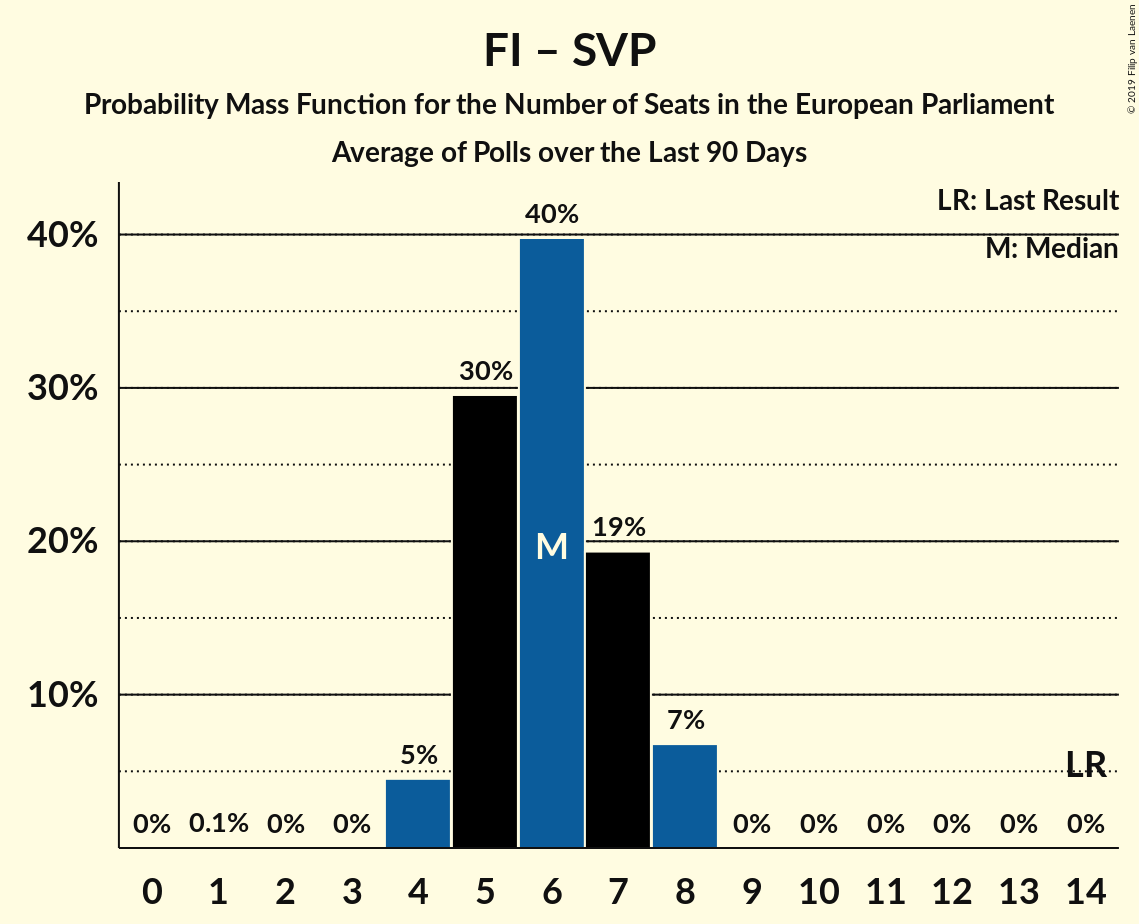 FI – SVP
Probability Mass Function for the Number of Seats in the European Parliament
Average of Polls over the Last 90 Days
© 2019 Filip van Laenen
LR: Last Result
M: Median
40%
30%
20%
10%
0% 0.1% 0% 0% 5% 30% 40% 19% 7% 0% 0% 0% 0% 0% 0%
M
LR
0 1 2 3 4 5 6 7 8 9 10 11 12 13 14